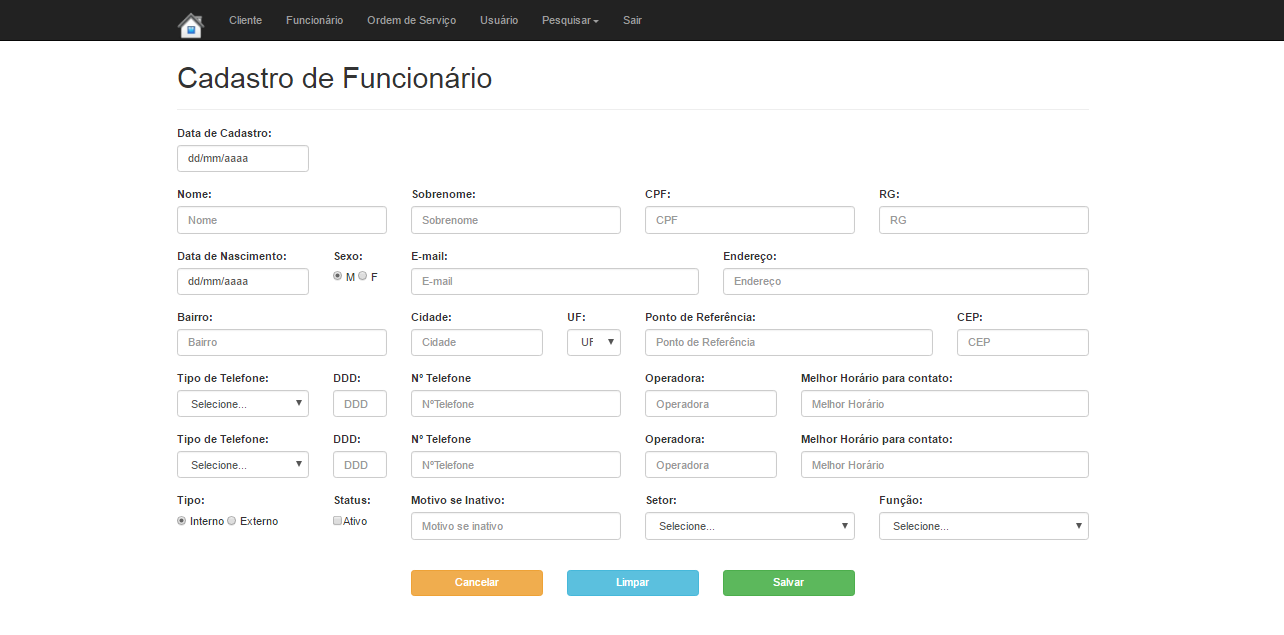 Cliente Funcionário Ordem de Serviço Usuário Pesquisar Sair
Cadastro de Funcionário
Data de Cadastro:
dd/mm/aaaa
Nome: Sobrenome: CPF: RG:
Nome Sobrenome CPF RG
Data de Nascimento: Sexo: E-mail: Endereço:
dd/mm/aaaa M F E-mail Endereço
Bairro: Cidade: UF: Ponto de Referência: CEP:
Bairro Cidade UF Ponto de Referência CEP
Tipo de Telefone: DDD: Nº Telefone Operadora: Melhor Horário para contato:
Selecione... DDD NºTelefone Operadora Melhor Horário
Tipo de Telefone: DDD: Nº Telefone Operadora: Melhor Horário para contato:
Selecione... DDD NºTelefone Operadora Melhor Horário
Tipo: Status: Motivo se Inativo: Setor: Função:
Interno Externo Ativo Motivo se inativo Selecione... Selecione...
Cancelar Limpar Salvar